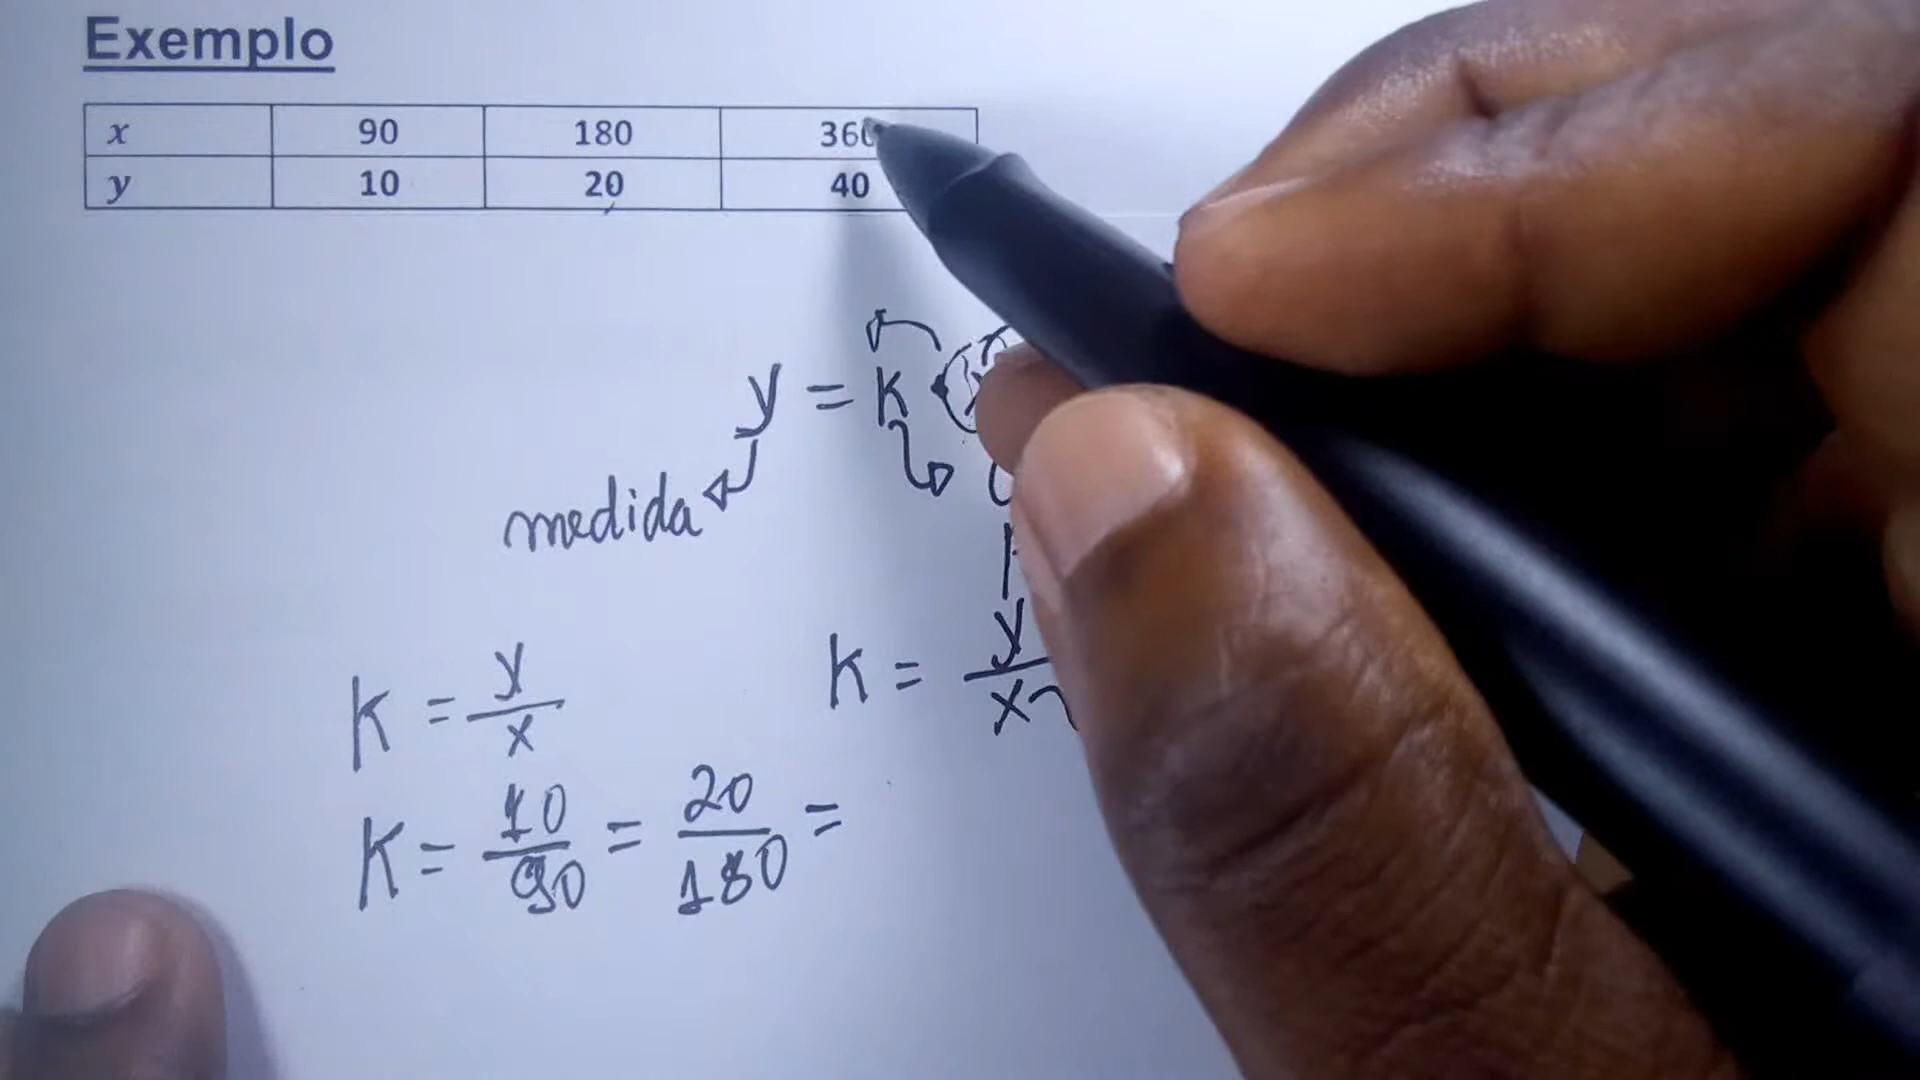 Exemplo
x 90 180 360
y 10 20 40
y = k
medida
k = y/x
k = y/x
k = 10/90 = 20/180 =